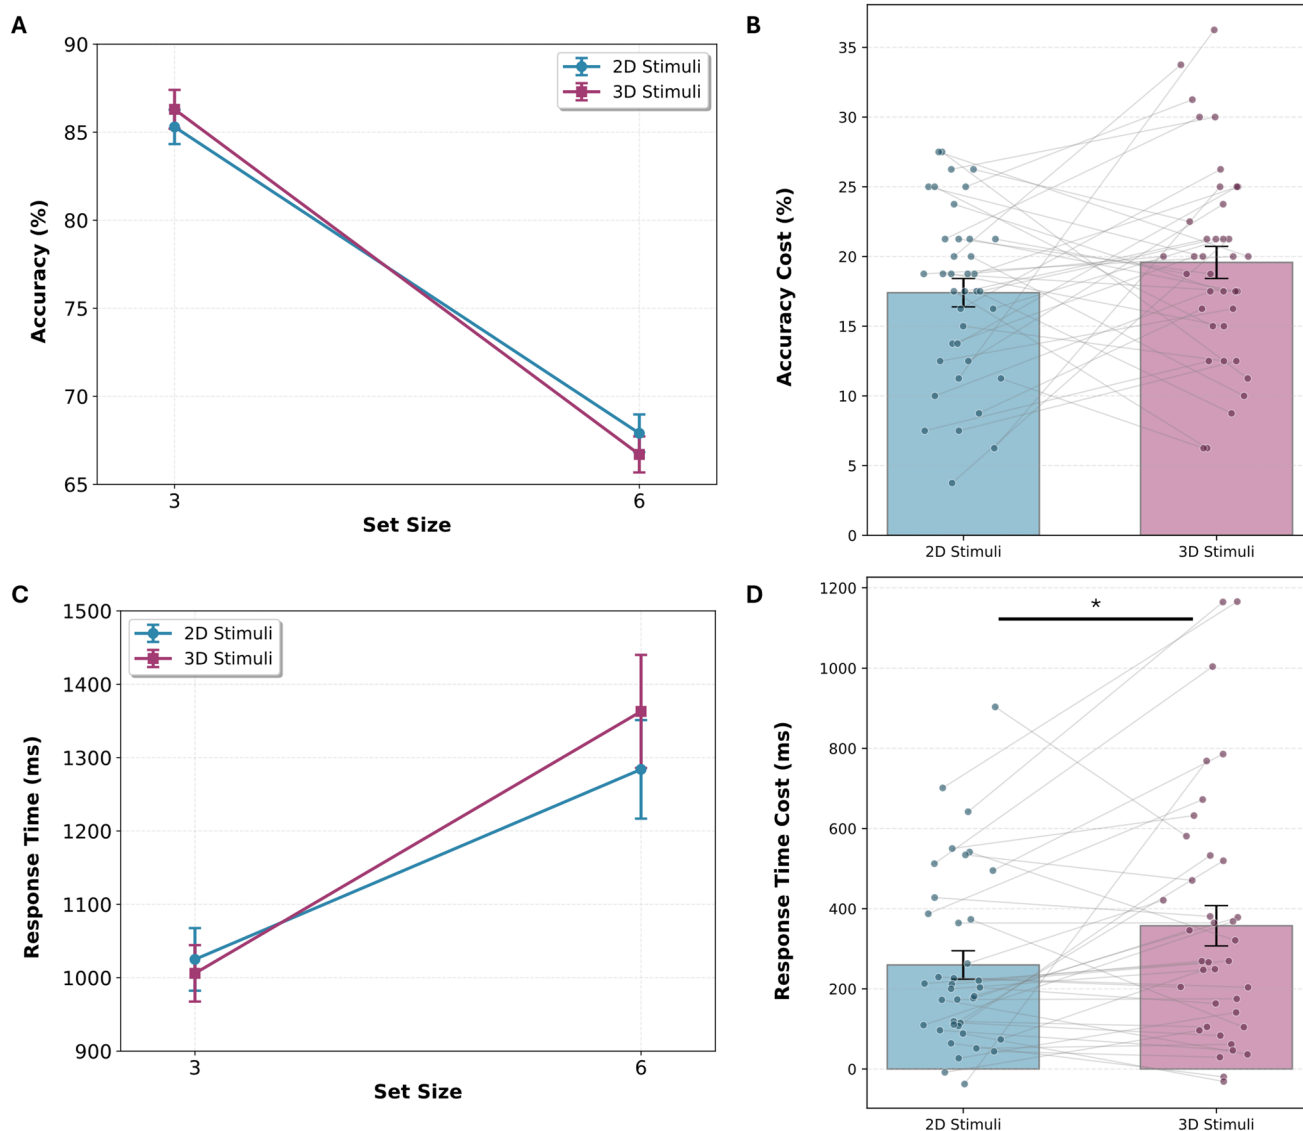 A
90
85
80
75
70
65
Accuracy (%)
2D Stimuli
3D Stimuli
3
6
Set Size
B
35
30
25
20
15
10
5
0
Accuracy Cost (%)
2D Stimuli
3D Stimuli
C
1500
1400
1300
1200
1100
1000
900
Response Time (ms)
2D Stimuli
3D Stimuli
3
6
Set Size
D
1200
1000
800
600
400
200
0
Response Time Cost (ms)
*
2D Stimuli
3D Stimuli